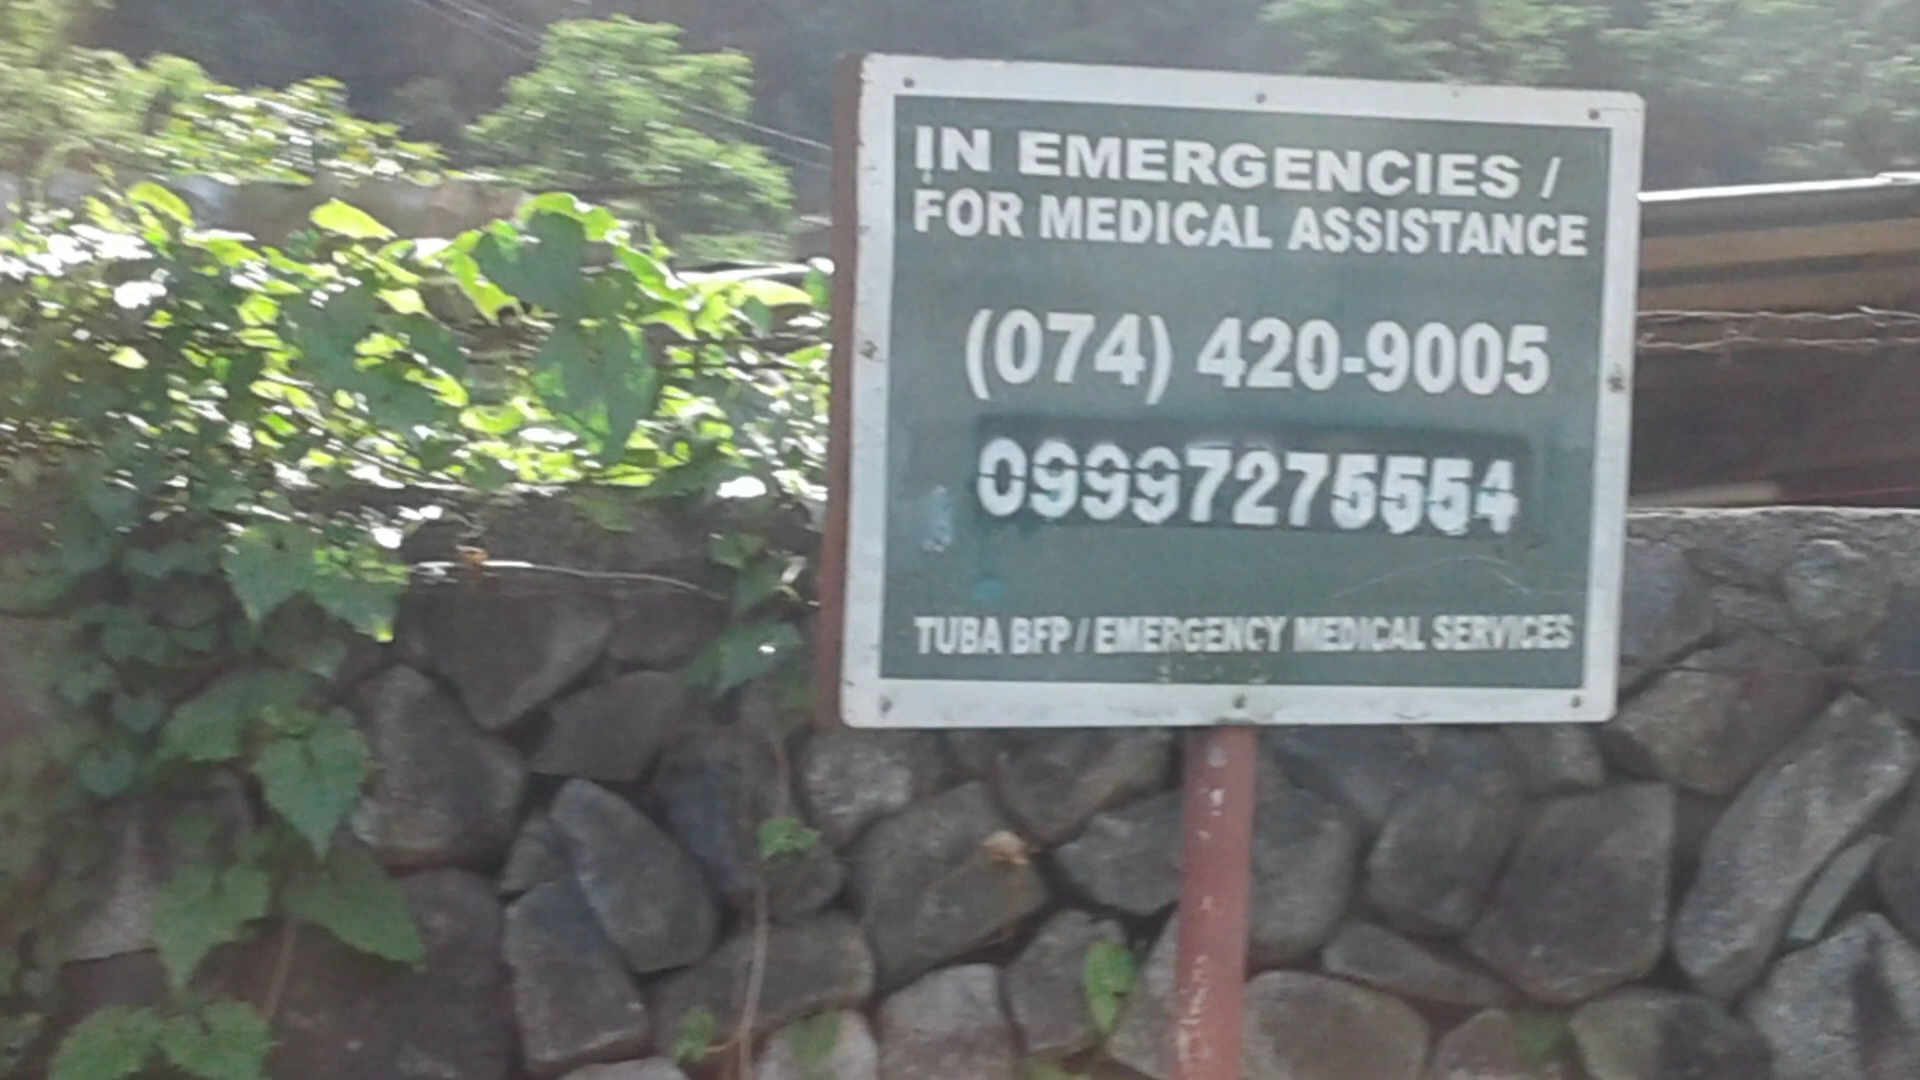 IN EMERGENCIES /
FOR MEDICAL ASSISTANCE
(074) 420-9005
09997275554
TUBA BFP / EMERGENCY MEDICAL SERVICES